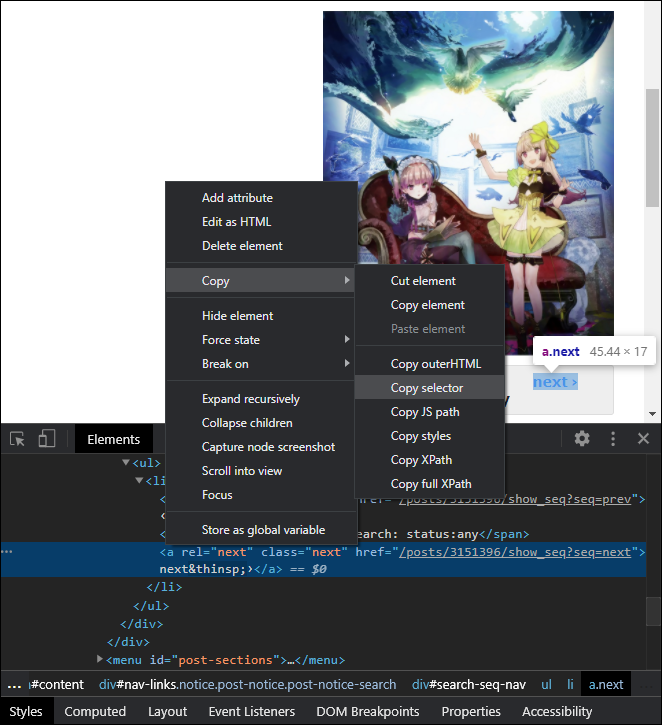 Add attribute
Edit as HTML
Delete element
Copy
Hide element
Force state
Break on
Expand recursively
Collapse children
Capture node screenshot
Scroll into view
Focus
Store as global variable
Cut element
Copy element
Paste element
Copy outerHTML
Copy selector
Copy JS path
Copy styles
Copy XPath
Copy full XPath
a.next 45.44 × 17
next ›
Elements
<ul>
<li
href="/posts/3151396/show_seq?seq=prev">
‹
< earch: status:any</span>
<a rel="next" class="next" href="/posts/3151396/show_seq?seq=next">
next&thinsp;›</a> == $0
</li>
</ul>
</div>
</div>
<menu id="post-sections">…</menu>
… #content div#nav-links.notice.post-notice.post-notice-search div#search-seq-nav ul li a.next
Styles Computed Layout Event Listeners DOM Breakpoints Properties Accessibility